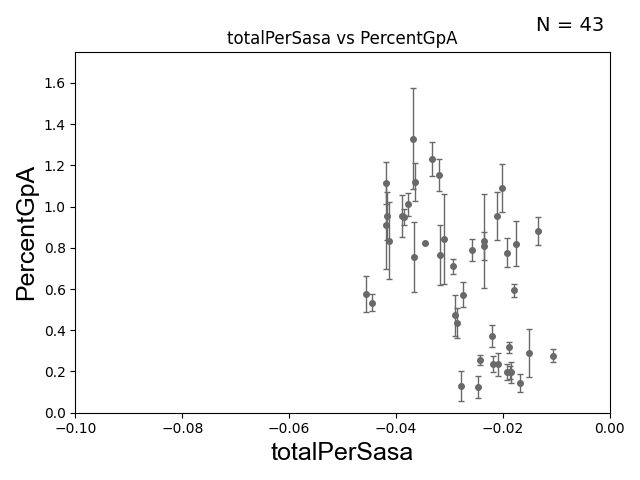 N = 43
totalPerSasa vs PercentGpA
PercentGpA
1.6
1.4
1.2
1.0
0.8
0.6
0.4
0.2
0.0
−0.10 −0.08 −0.06 −0.04 −0.02 0.00
totalPerSasa